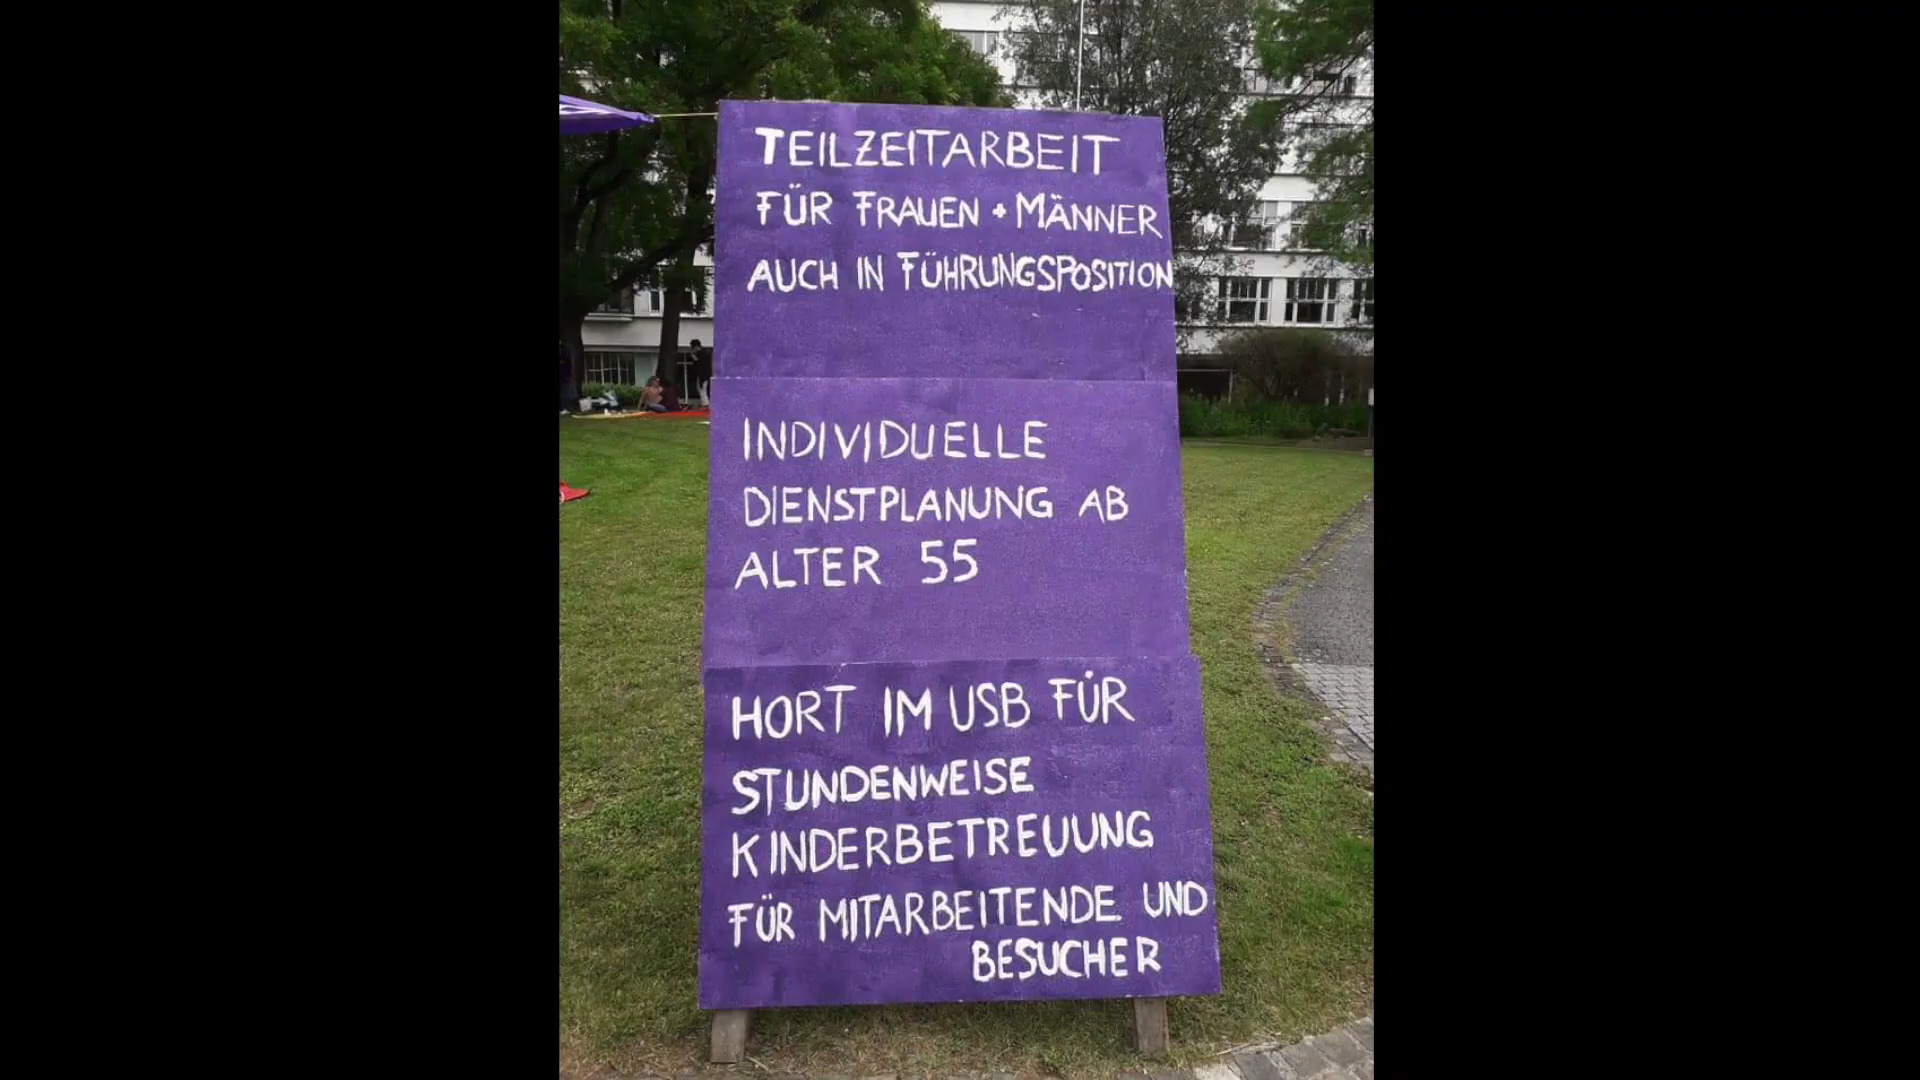 TEILZEITARBEIT
FÜR FRAUEN + MÄNNER
AUCH IN FÜHRUNGSPOSITION
INDIVIDUELLE
DIENSTPLANUNG AB
ALTER 55
HORT IM USB FÜR
STUNDENWEISE
KINDERBETREUUNG
FÜR MITARBEITENDE UND
BESUCHER